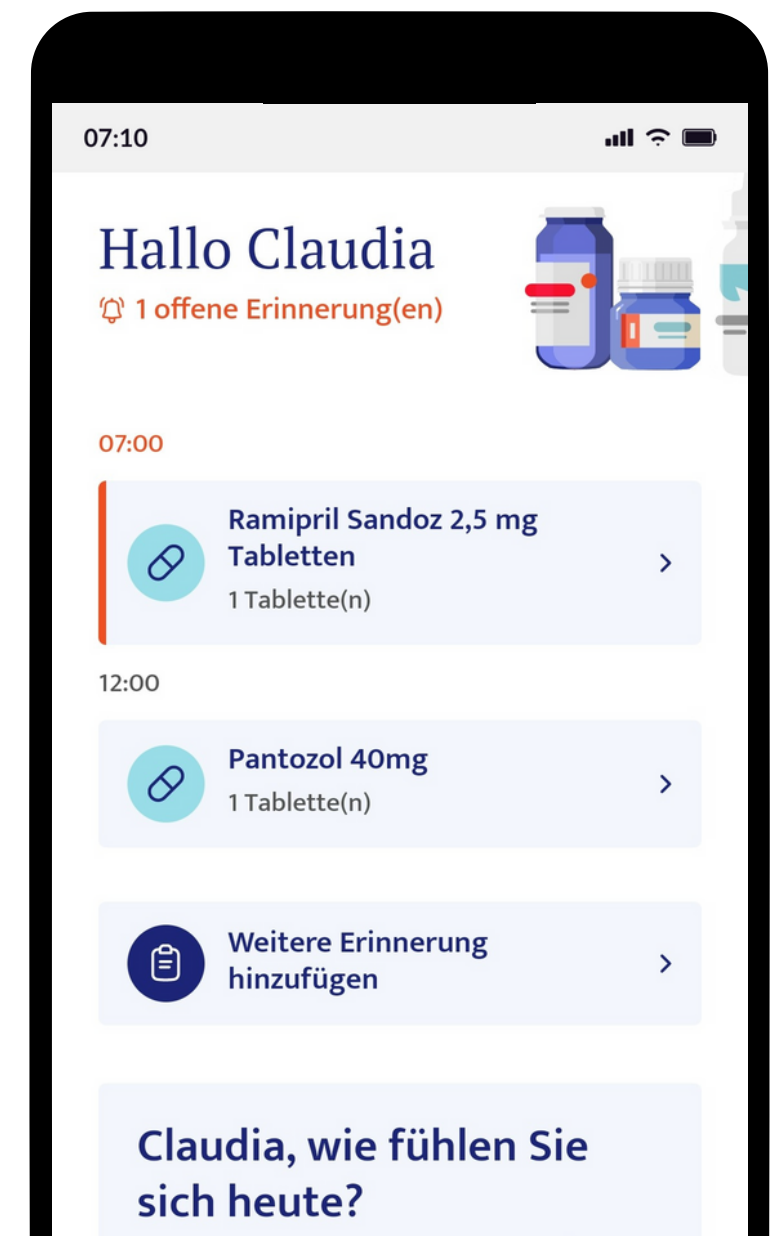 07:10
Hallo Claudia
1 offene Erinnerung(en)
07:00
Ramipril Sandoz 2,5 mg
Tabletten
1 Tablette(n)
12:00
Pantozol 40mg
1 Tablette(n)
Weitere Erinnerung
hinzufügen
Claudia, wie fühlen Sie
sich heute?